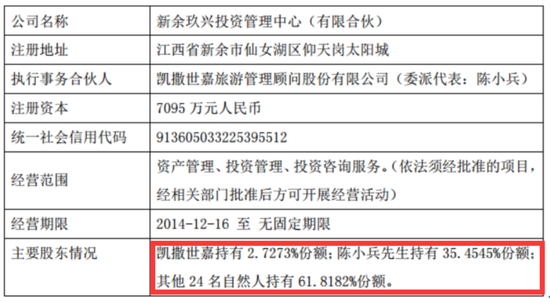 公司名称 新余玖兴投资管理中心（有限合伙）
注册地址 江西省新余市仙女湖区仰天岗太阳城
执行事务合伙人 凯撒世嘉旅游管理顾问股份有限公司（委派代表：陈小兵）
注册资本 7095 万元人民币
统一社会信用代码 913605033225395512
经营范围 资产管理、投资管理、投资咨询服务。（依法须经批准的项目，
经相关部门批准后方可开展经营活动）
经营期限 2014-12-16 至 无固定期限
主要股东情况 凯撒世嘉持有 2.7273%份额；陈小兵先生持有 35.4545%份额；
其他 24 名自然人持有 61.8182%份额。